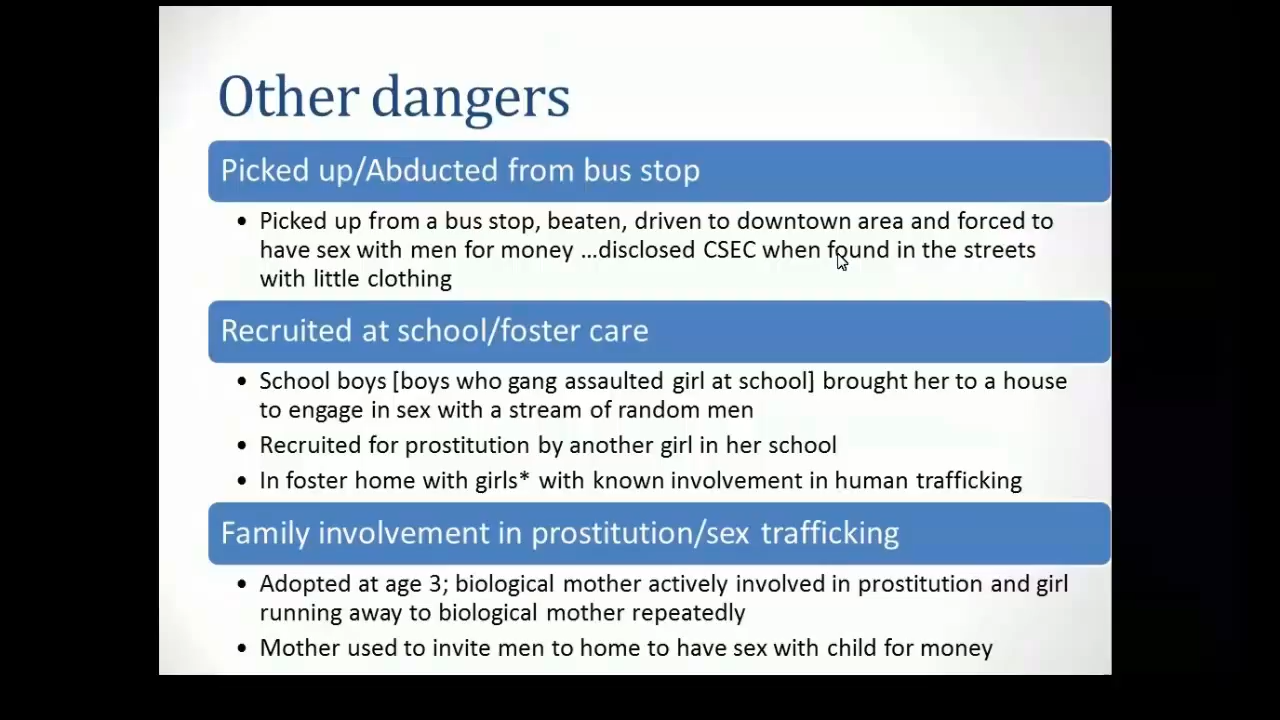 Other dangers
Picked up/Abducted from bus stop
• Picked up from a bus stop, beaten, driven to downtown area and forced to
have sex with men for money …disclosed CSEC when found in the streets
with little clothing
Recruited at school/foster care
• School boys [boys who gang assaulted girl at school] brought her to a house
to engage in sex with a stream of random men
• Recruited for prostitution by another girl in her school
• In foster home with girls* with known involvement in human trafficking
Family involvement in prostitution/sex trafficking
• Adopted at age 3; biological mother actively involved in prostitution and girl
running away to biological mother repeatedly
• Mother used to invite men to home to have sex with child for money